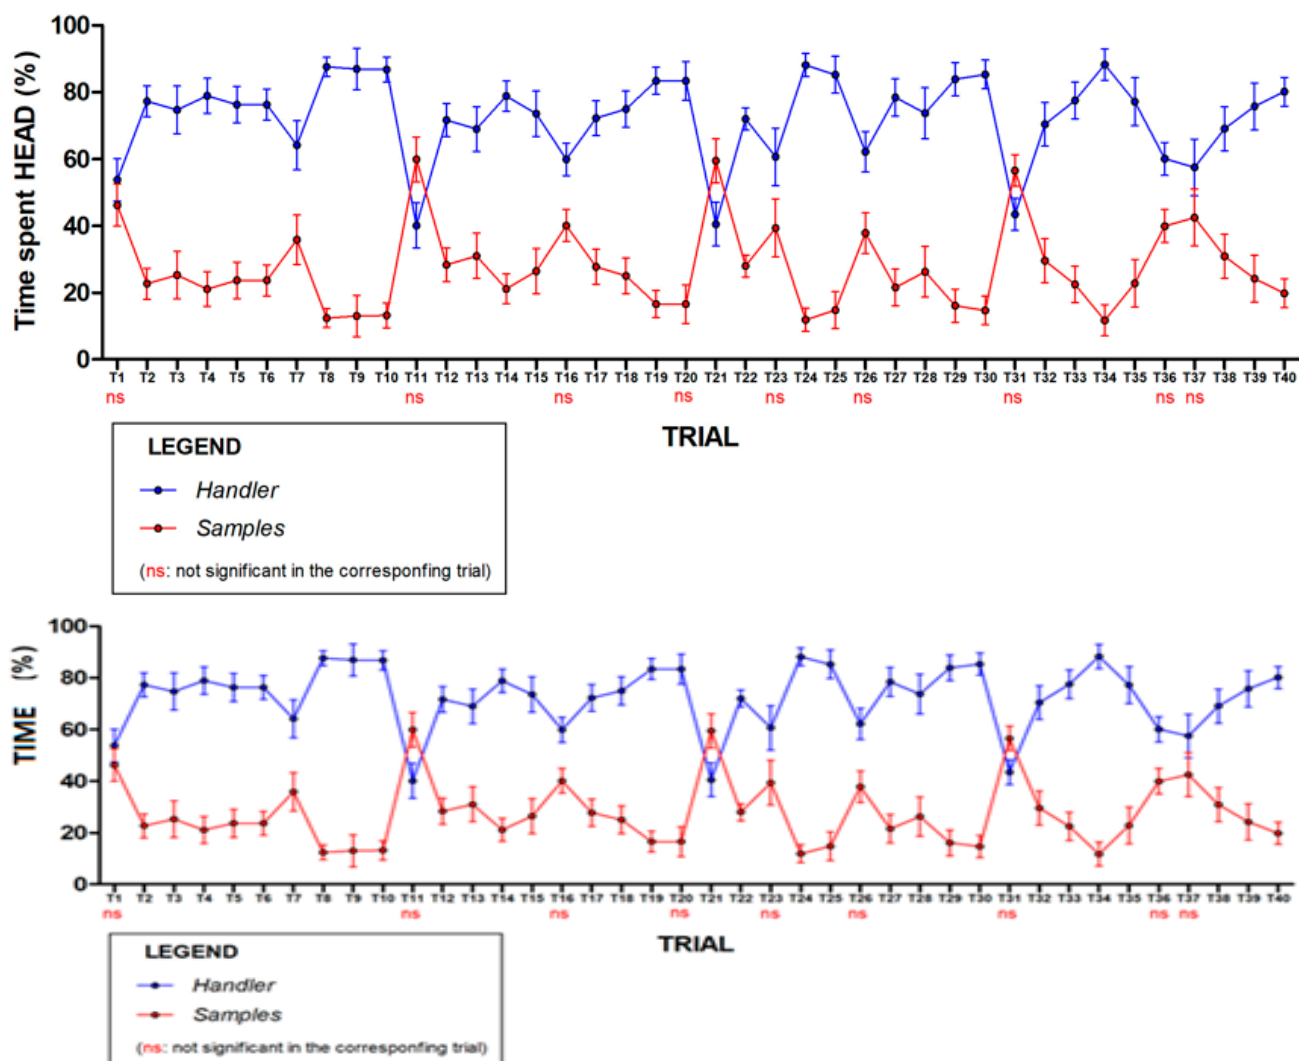 Time spent HEAD (%)
100
80
60
40
20
0
T1 T2 T3 T4 T5 T6 T7 T8 T9 T10 T11 T12 T13 T14 T15 T16 T17 T18 T19 T20 T21 T22 T23 T24 T25 T26 T27 T28 T29 T30 T31 T32 T33 T34 T35 T36 T37 T38 T39 T40
ns ns ns ns ns ns ns ns ns
TRIAL
LEGEND
Handler
Samples
(ns: not significant in the corresponfing trial)
TIME (%)
100
80
60
40
20
0
T1 T2 T3 T4 T5 T6 T7 T8 T9 T10 T11 T12 T13 T14 T15 T16 T17 T18 T19 T20 T21 T22 T23 T24 T25 T26 T27 T28 T29 T30 T31 T32 T33 T34 T35 T36 T37 T38 T39 T40
ns ns ns ns ns ns ns ns ns
TRIAL
LEGEND
Handler
Samples
(ns: not significant in the corresponfing trial)